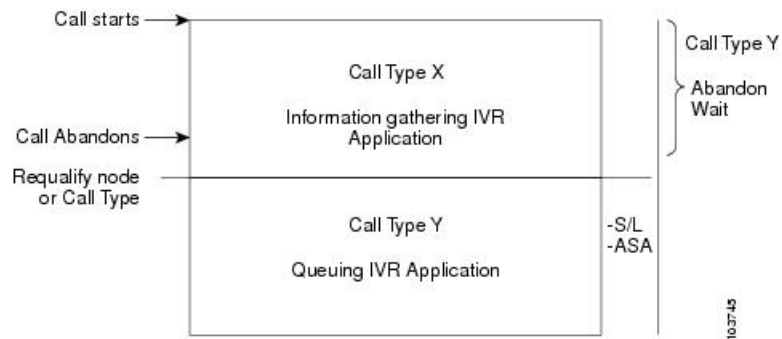 Call starts
Call Type X
Information gathering IVR
Application
Call Abandons
Requalify node
or Call Type
Call Type Y
Queuing IVR Application
-S/L
-ASA
Call Type Y
Abandon
Wait
103745